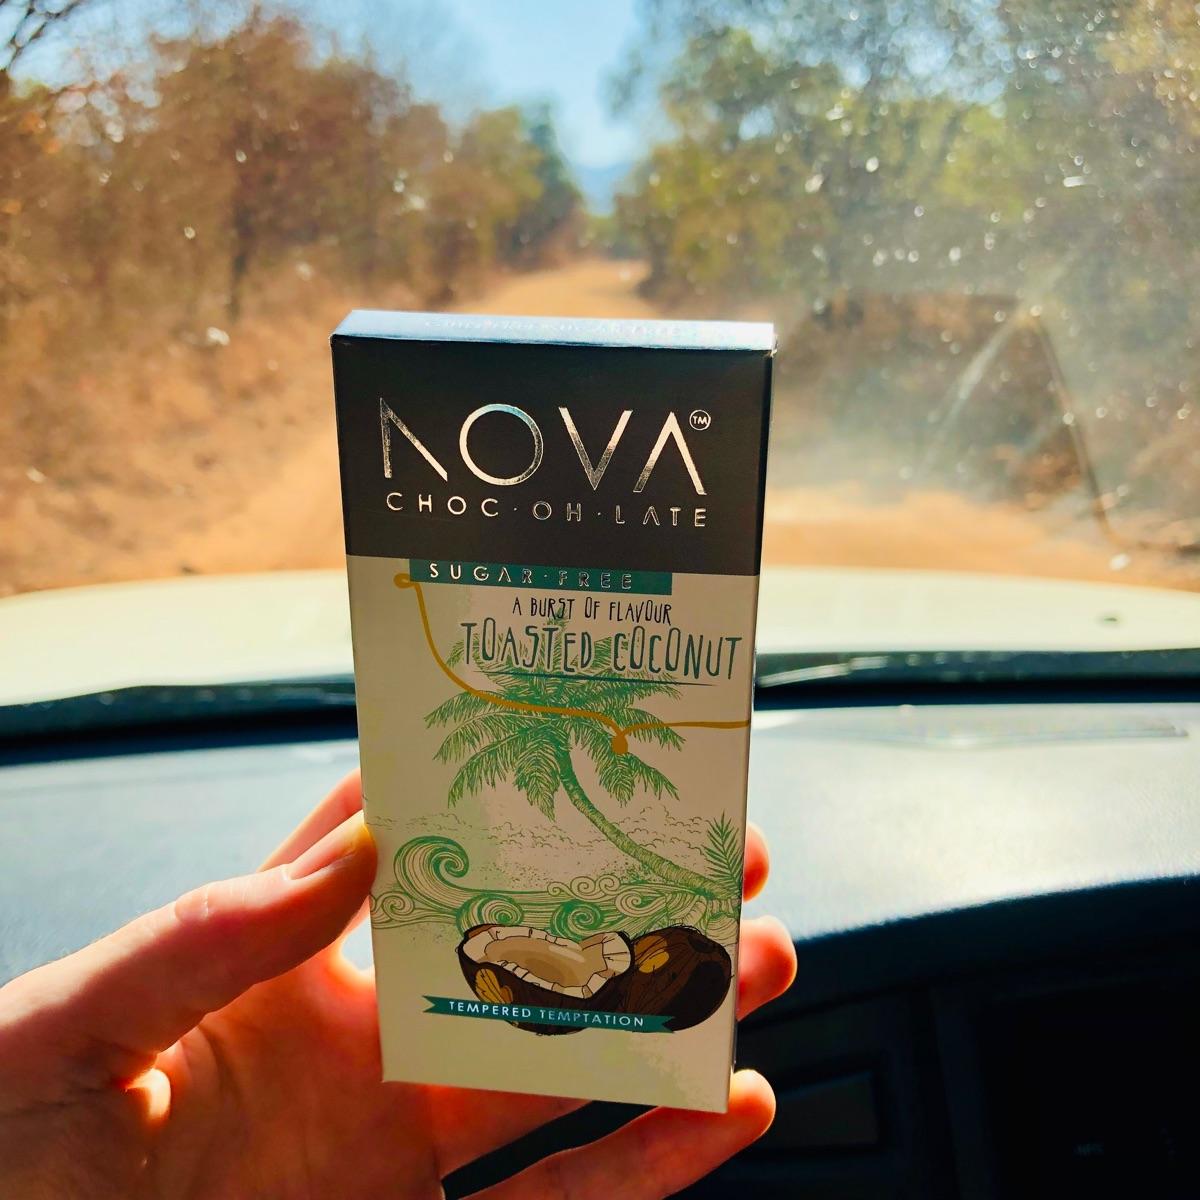 NOVA™
CHOC·OH·LATE
SUGAR·FREE
A BURST OF FLAVOUR
TOASTED COCONUT
TEMPERED TEMPTATION